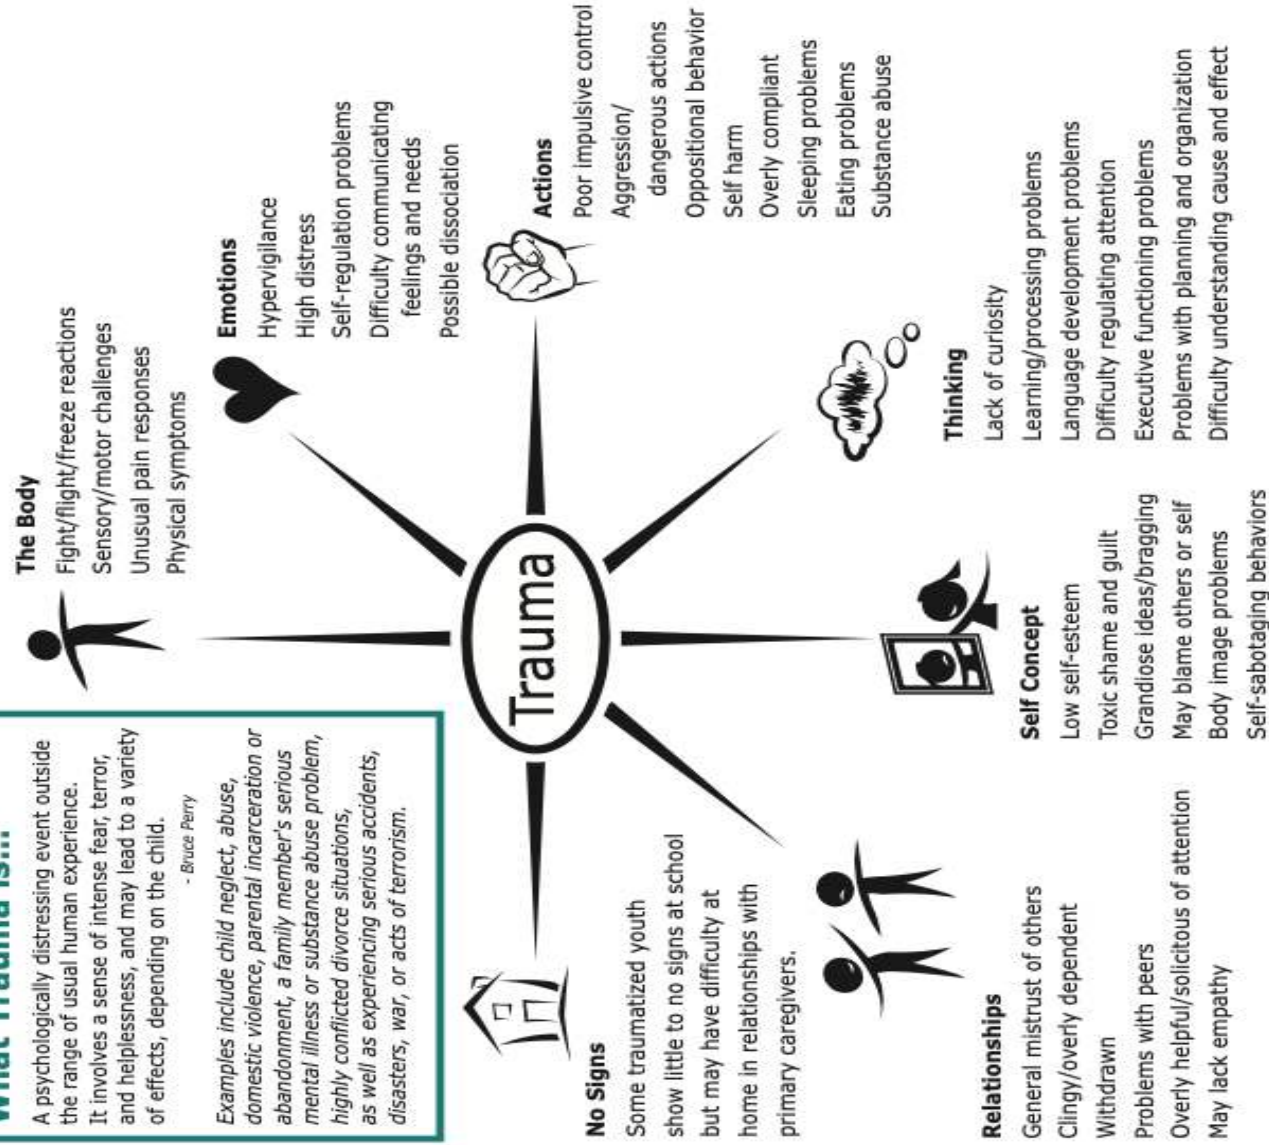 What Trauma is...
A psychologically distressing event outside
the range of usual human experience.
It involves a sense of intense fear, terror,
and helplessness, and may lead to a variety
of effects, depending on the child.
- Bruce Perry
Examples include child neglect, abuse,
domestic violence, parental incarceration or
abandonment, a family member's serious
mental illness or substance abuse problem,
highly conflicted divorce situations,
as well as experiencing serious accidents,
disasters, war, or acts of terrorism.
The Body
Fight/flight/freeze reactions
Sensory/motor challenges
Unusual pain responses
Physical symptoms
Emotions
Hypervigilance
High distress
Self-regulation problems
Difficulty communicating
feelings and needs
Possible dissociation
Trauma
Actions
Poor impulsive control
Aggression/
dangerous actions
Oppositional behavior
Self harm
Overly compliant
Sleeping problems
Eating problems
Substance abuse
No Signs
Some traumatized youth
show little to no signs at school
but may have difficulty at
home in relationships with
primary caregivers.
Relationships
General mistrust of others
Clingy/overly dependent
Withdrawn
Problems with peers
Overly helpful/solicitous of attention
May lack empathy
Self Concept
Low self-esteem
Toxic shame and guilt
Grandiose ideas/bragging
May blame others or self
Body image problems
Self-sabotaging behaviors
Thinking
Lack of curiosity
Learning/processing problems
Language development problems
Difficulty regulating attention
Executive functioning problems
Problems with planning and organization
Difficulty understanding cause and effect